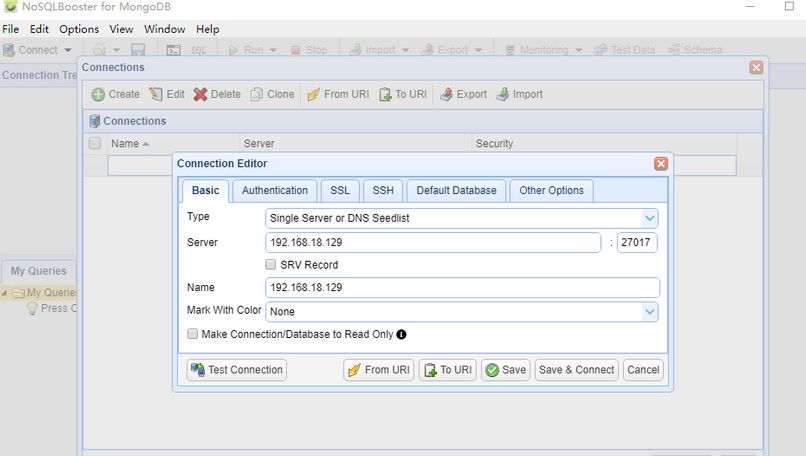 NoSQLBooster for MongoDB
File Edit Options View Window Help
Connect SQL Run Stop Import Export Monitoring Test Data Schema
Connection Tre
Connections
Create Edit Delete Clone From URI To URI Export Import
Connections
Name Server Security
Connection Editor
Basic Authentication SSL SSH Default Database Other Options
Type Single Server or DNS Seedlist
Server 192.168.18.129 : 27017
SRV Record
Name 192.168.18.129
Mark With Color None
Make Connection/Database to Read Only
Test Connection From URI To URI Save Save & Connect Cancel
My Queries
My Querie
Press C